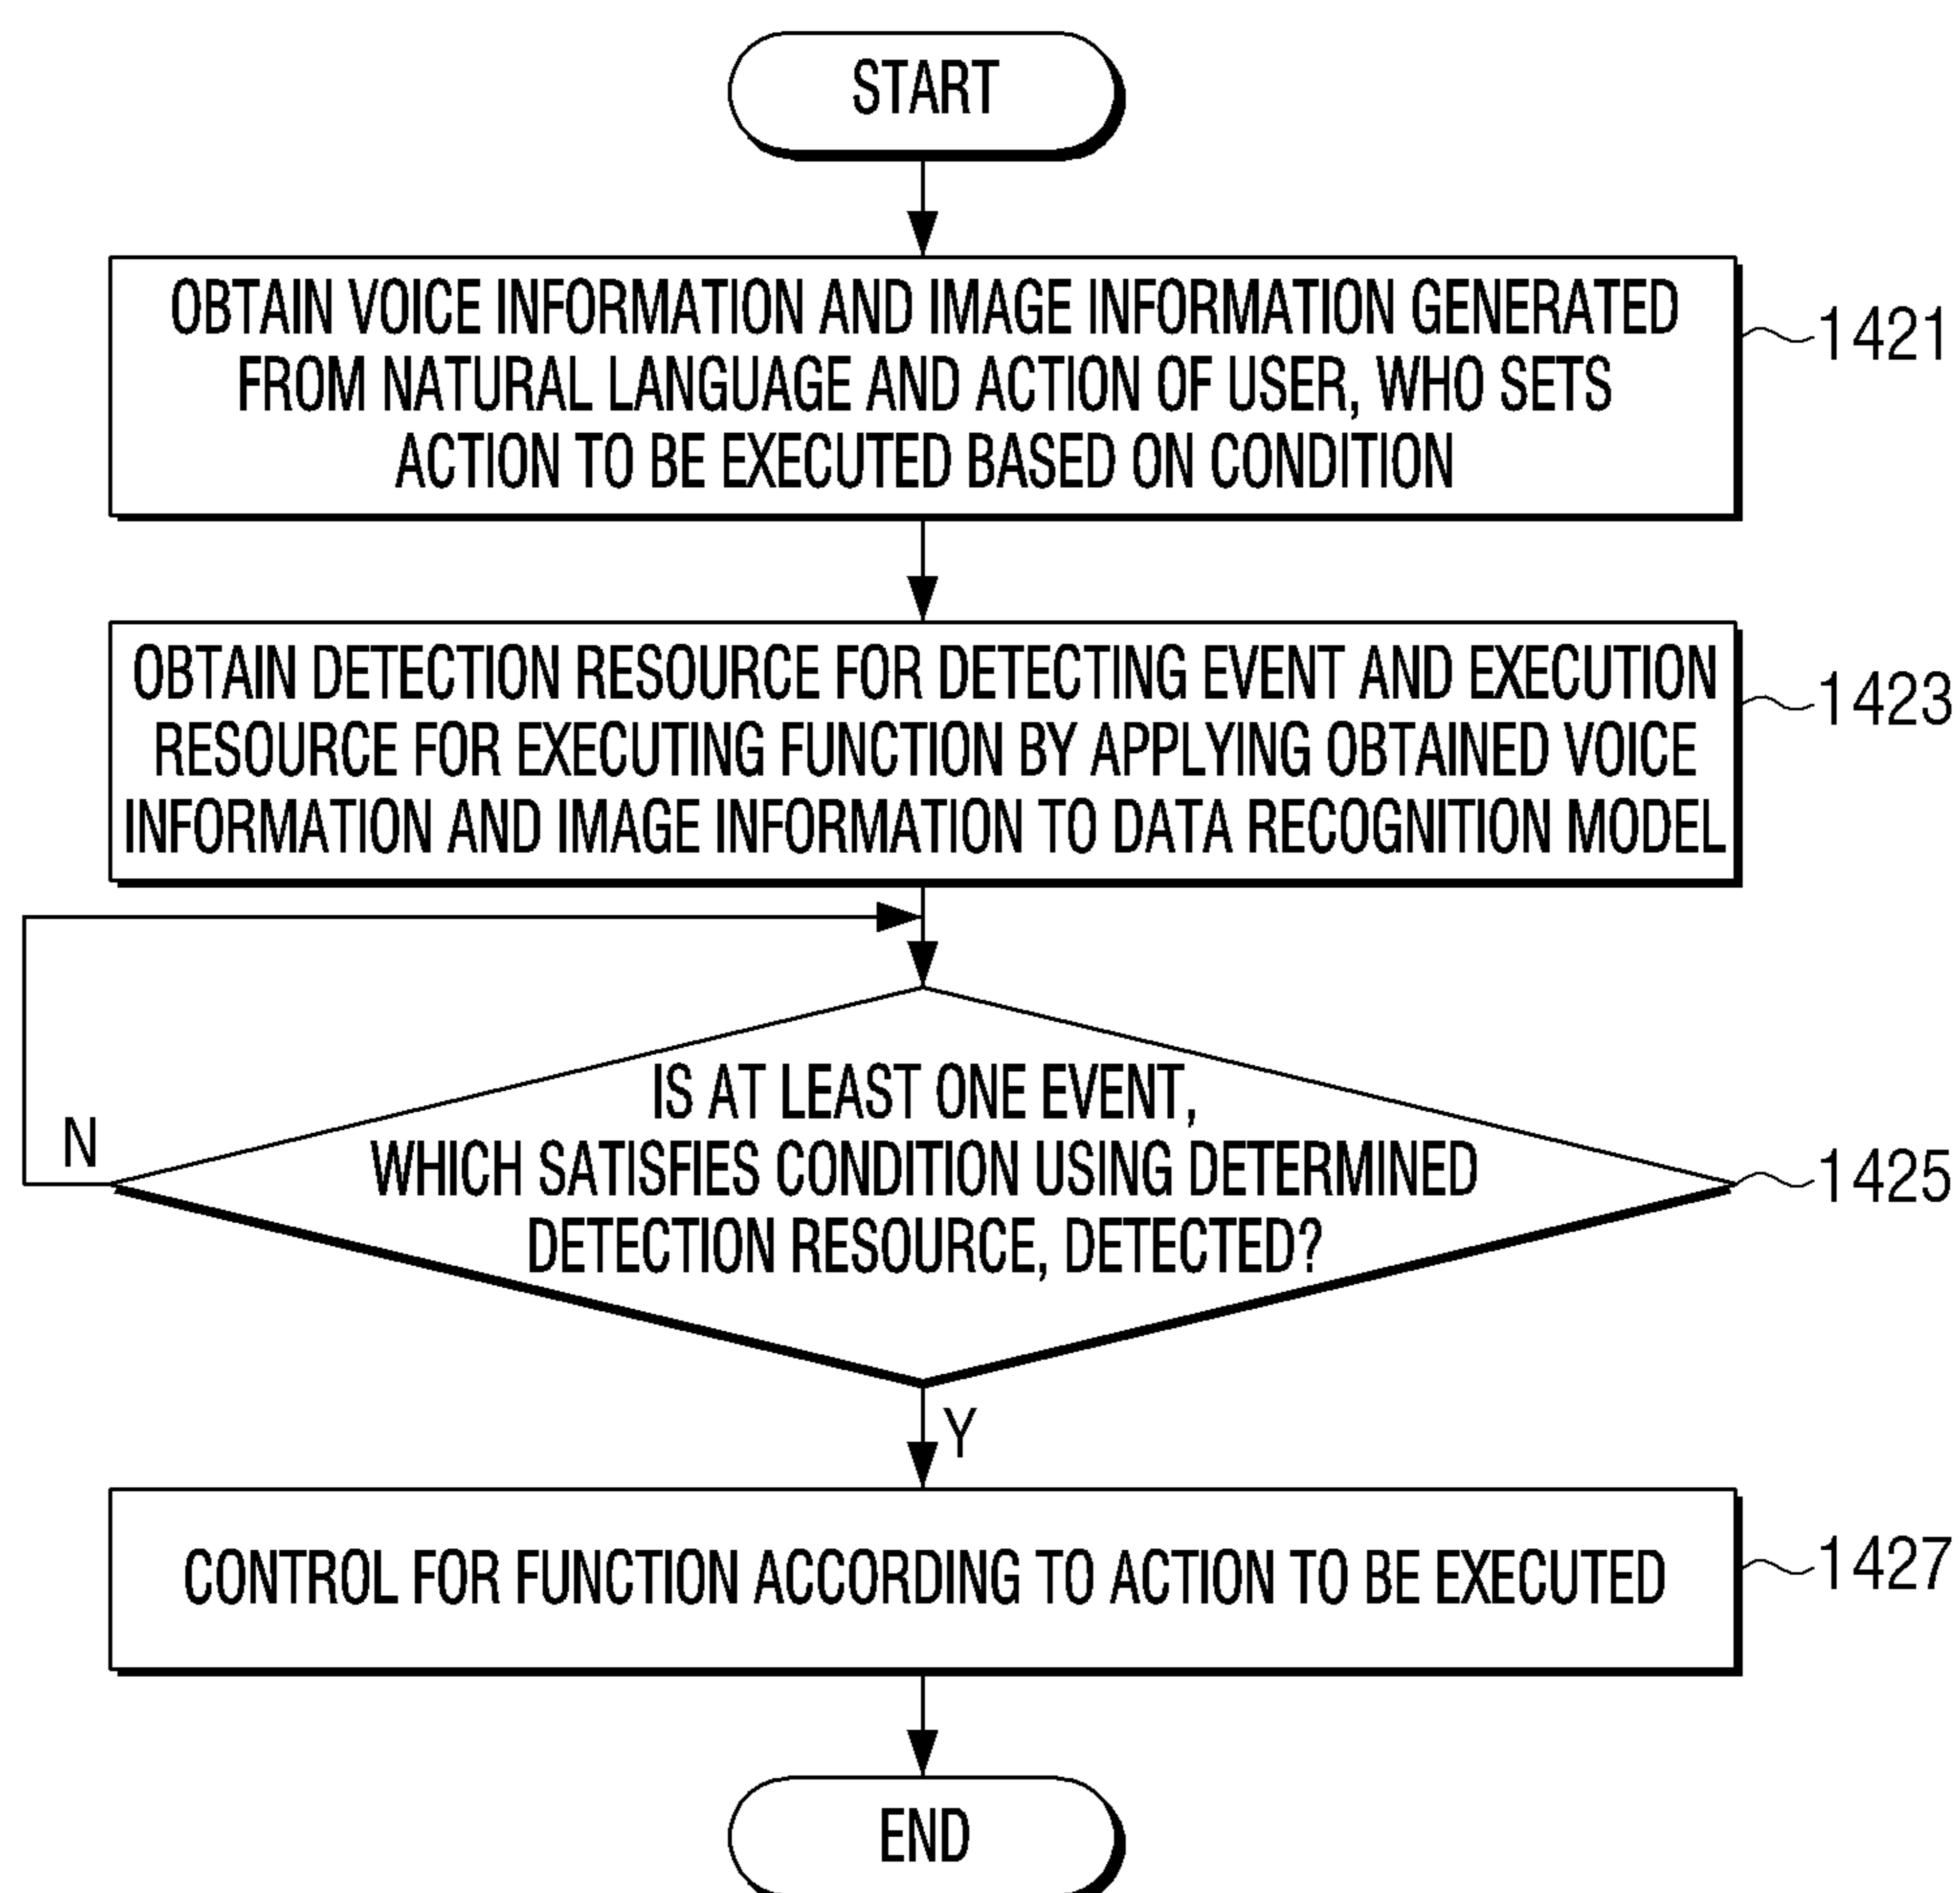 START
OBTAIN VOICE INFORMATION AND IMAGE INFORMATION GENERATED
FROM NATURAL LANGUAGE AND ACTION OF USER, WHO SETS
ACTION TO BE EXECUTED BASED ON CONDITION
1421
OBTAIN DETECTION RESOURCE FOR DETECTING EVENT AND EXECUTION
RESOURCE FOR EXECUTING FUNCTION BY APPLYING OBTAINED VOICE
INFORMATION AND IMAGE INFORMATION TO DATA RECOGNITION MODEL
1423
IS AT LEAST ONE EVENT,
WHICH SATISFIES CONDITION USING DETERMINED
DETECTION RESOURCE, DETECTED?
N
1425
Y
CONTROL FOR FUNCTION ACCORDING TO ACTION TO BE EXECUTED
1427
END